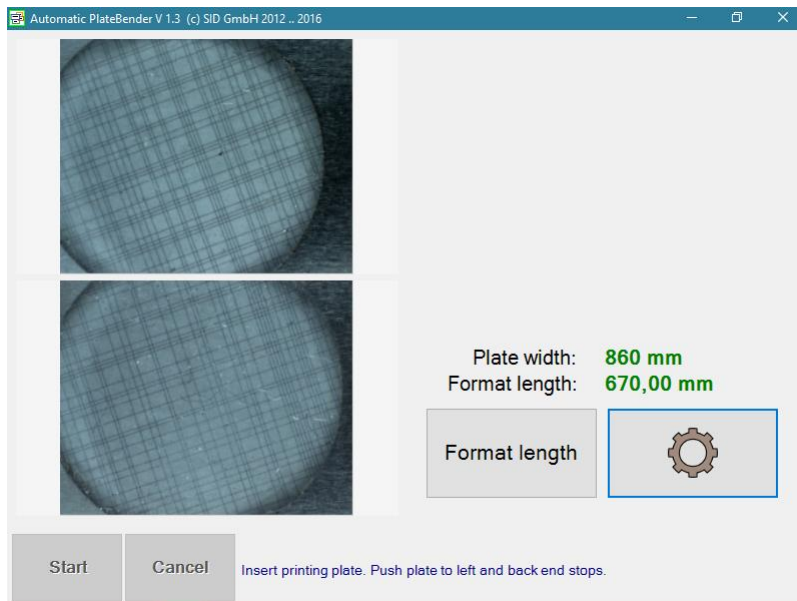 Automatic PlateBender V 1.3 (c) SID GmbH 2012 .. 2016
Plate width: 860 mm
Format length: 670,00 mm
Format length
Start
Cancel
Insert printing plate. Push plate to left and back end stops.